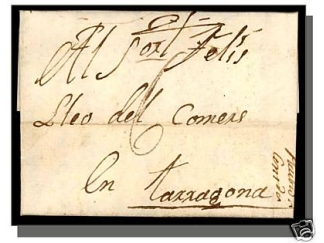 Al Sor.t Felis
Lleo del Comers
En Tarragona